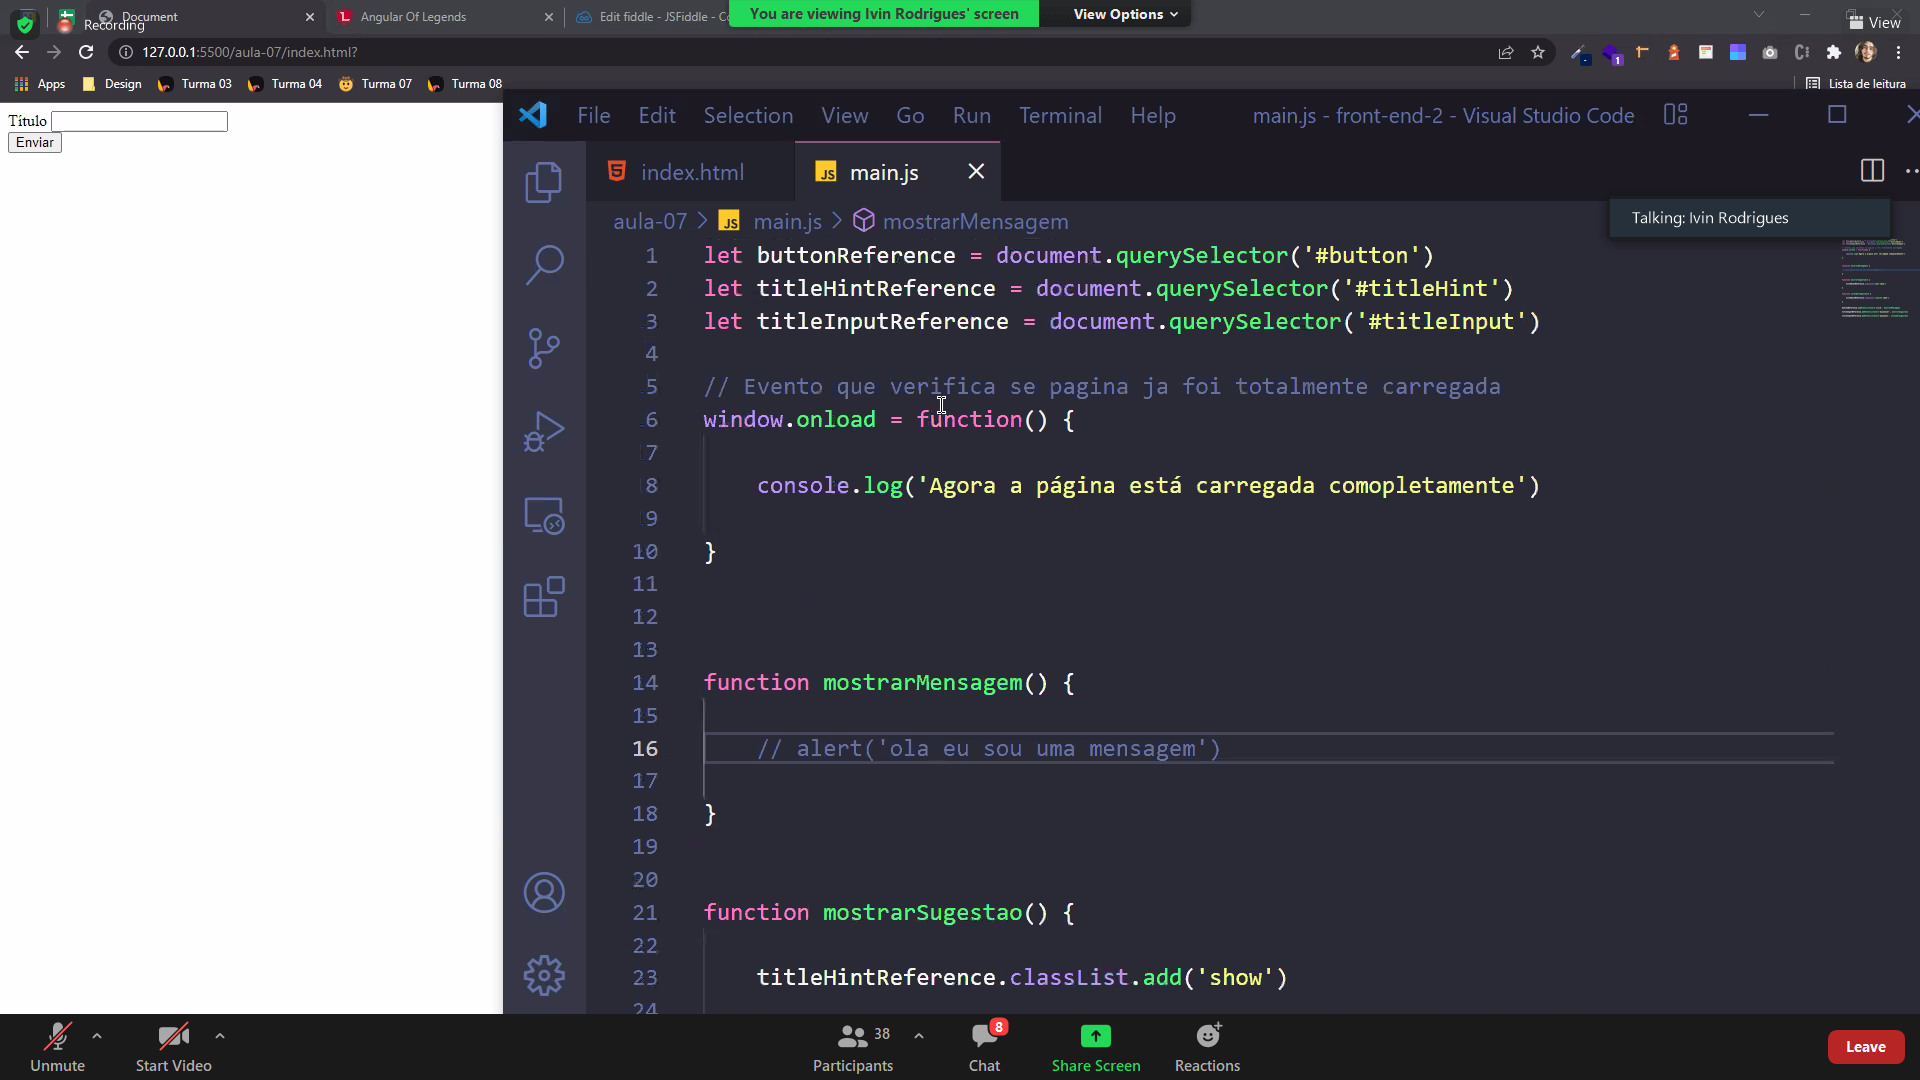 Document
Angular Of Legends
Edit fiddle - JSFiddle - Co
You are viewing Ivin Rodrigues' screen
View Options
Recording
View
127.0.0.1:5500/aula-07/index.html?
1
Apps
Design
Turma 03
Turma 04
Turma 07
Turma 08
Lista de leitura
Título
Enviar
File Edit Selection View Go Run Terminal Help
main.js - front-end-2 - Visual Studio Code
index.html
JS main.js
aula-07 > JS main.js > mostrarMensagem
Talking: Ivin Rodrigues
1 let buttonReference = document.querySelector('#button')
2 let titleHintReference = document.querySelector('#titleHint')
3 let titleInputReference = document.querySelector('#titleInput')
4
5 // Evento que verifica se pagina ja foi totalmente carregada
6 window.onload = function() {
7
8 console.log('Agora a página está carregada comopletamente')
9
10 }
11
12
13
14 function mostrarMensagem() {
15
16 // alert('ola eu sou uma mensagem')
17
18 }
19
20
21 function mostrarSugestao() {
22
23 titleHintReference.classList.add('show')
24
Unmute
Start Video
38
Participants
8
Chat
Share Screen
Reactions
Leave